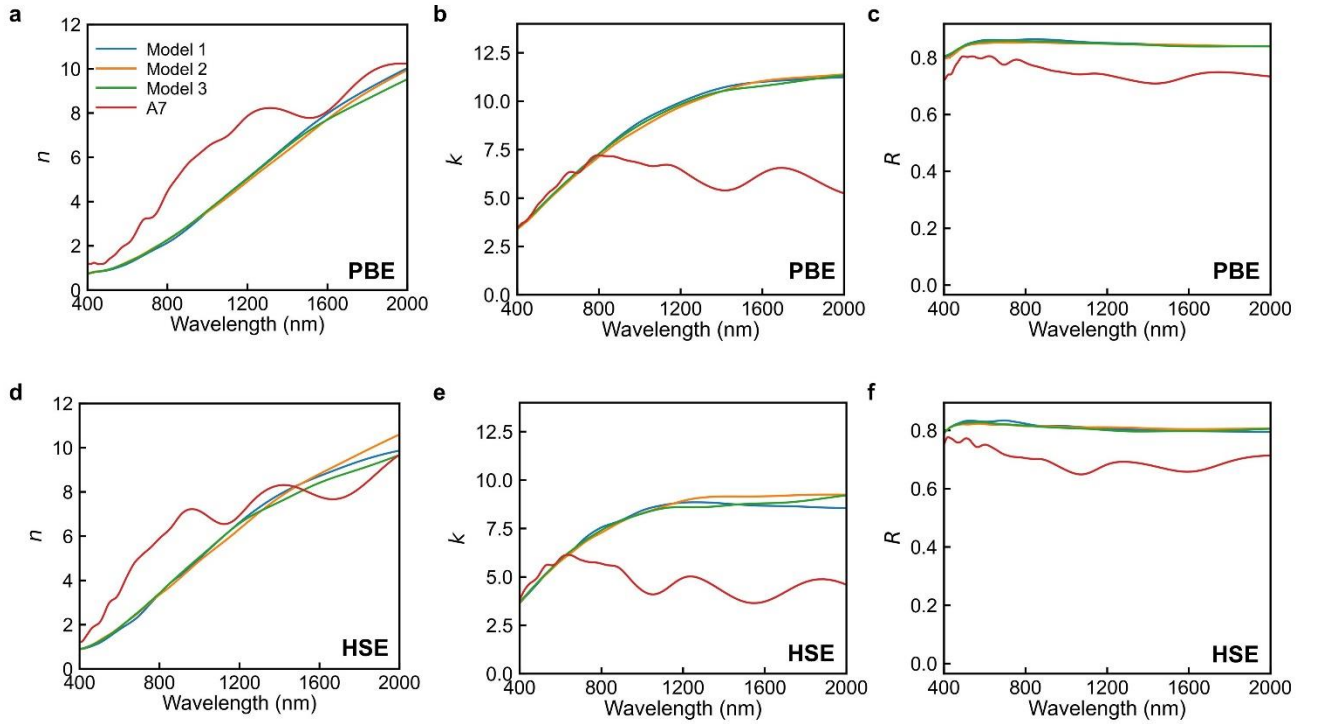 a
12
10
8
6
4
2
0
n
Model 1
Model 2
Model 3
A7
PBE
400
800
1200
1600
2000
Wavelength (nm)
b
12.5
10.0
7.5
5.0
2.5
0.0
k
PBE
400
800
1200
1600
2000
Wavelength (nm)
c
0.8
0.6
0.4
0.2
0.0
R
PBE
400
800
1200
1600
2000
Wavelength (nm)
d
12
10
8
6
4
2
0
n
HSE
400
800
1200
1600
2000
Wavelength (nm)
e
12.5
10.0
7.5
5.0
2.5
0.0
k
HSE
400
800
1200
1600
2000
Wavelength (nm)
f
0.8
0.6
0.4
0.2
0.0
R
HSE
400
800
1200
1600
2000
Wavelength (nm)